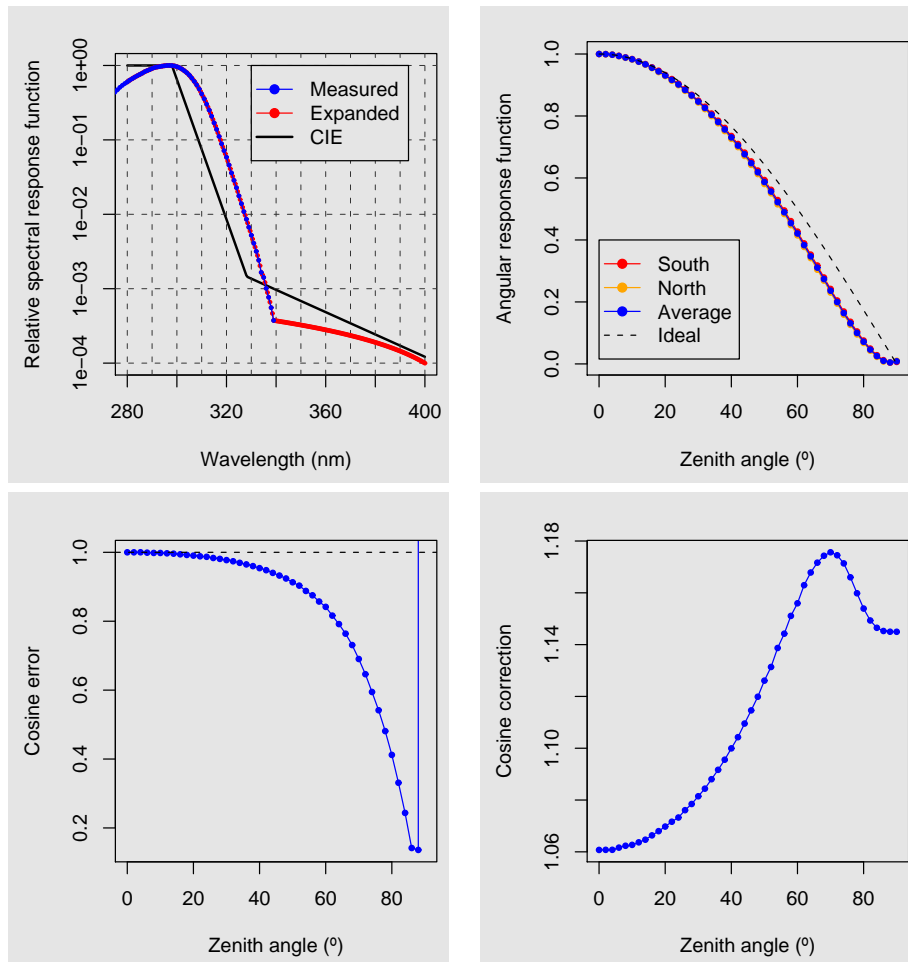 Relative spectral response function
1e-04
1e-03
1e-02
1e-01
1e+00
Measured
Expanded
CIE
280
320
360
400
Wavelength (nm)
Angular response function
0.0
0.2
0.4
0.6
0.8
1.0
South
North
Average
Ideal
0
20
40
60
80
Zenith angle (º)
Cosine error
0.2
0.4
0.6
0.8
1.0
0
20
40
60
80
Zenith angle (º)
Cosine correction
1.06
1.10
1.14
1.18
0
20
40
60
80
Zenith angle (º)